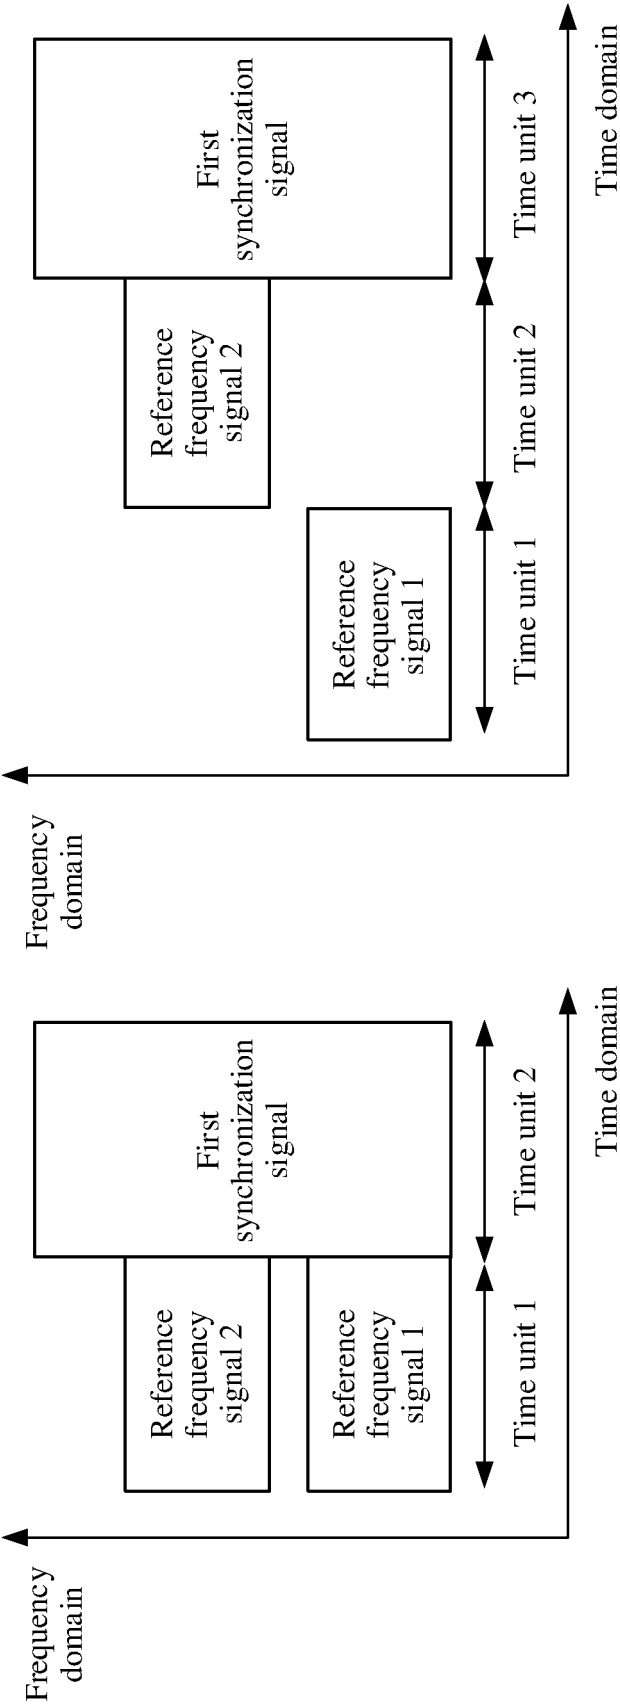 Frequency
domain
Reference
frequency
signal 2
First
synchronization
signal
Reference
frequency
signal 1
Time unit 1
Time unit 2
Time domain
Frequency
domain
Reference
frequency
signal 2
First
synchronization
signal
Reference
frequency
signal 1
Time unit 1
Time unit 2
Time unit 3
Time domain